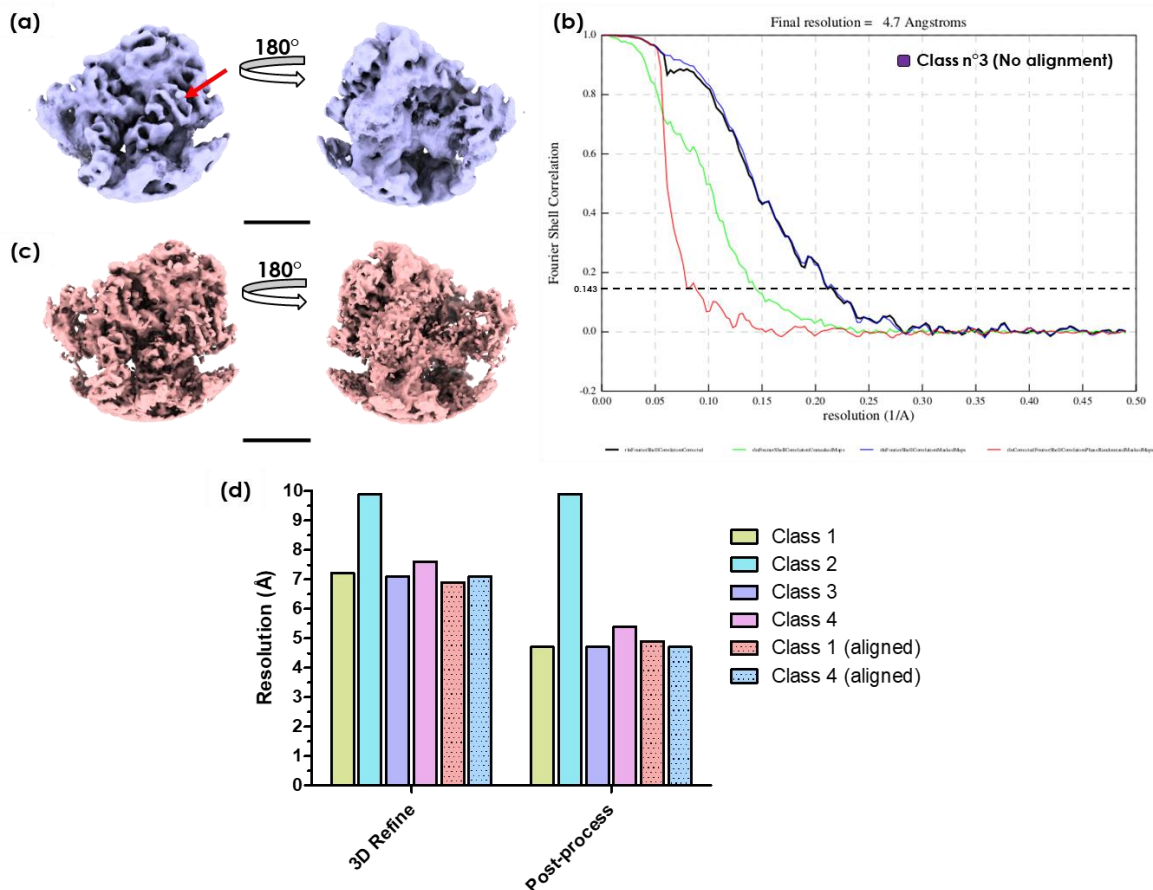 (a)
180°
(b)
Final resolution = 4.7 Angstroms
Class n°3 (No alignment)
Fourier Shell Correlation
1.0
0.8
0.6
0.4
0.2
0.143
0.0
-0.2
0.00 0.05 0.10 0.15 0.20 0.25 0.30 0.35 0.40 0.45 0.50
resolution (1/A)
rlnFourierShellCorrelationCorrected rlnFourierShellCorrelationUnmaskedMaps rlnFourierShellCorrelationMaskedMaps rlnCorrectedFourierShellCorrelationPhaseRandomizedMaskedMaps
(c)
180°
(d)
Resolution (Å)
10
9
8
7
6
5
4
3
2
1
0
3D Refine
Post-process
Class 1
Class 2
Class 3
Class 4
Class 1 (aligned)
Class 4 (aligned)